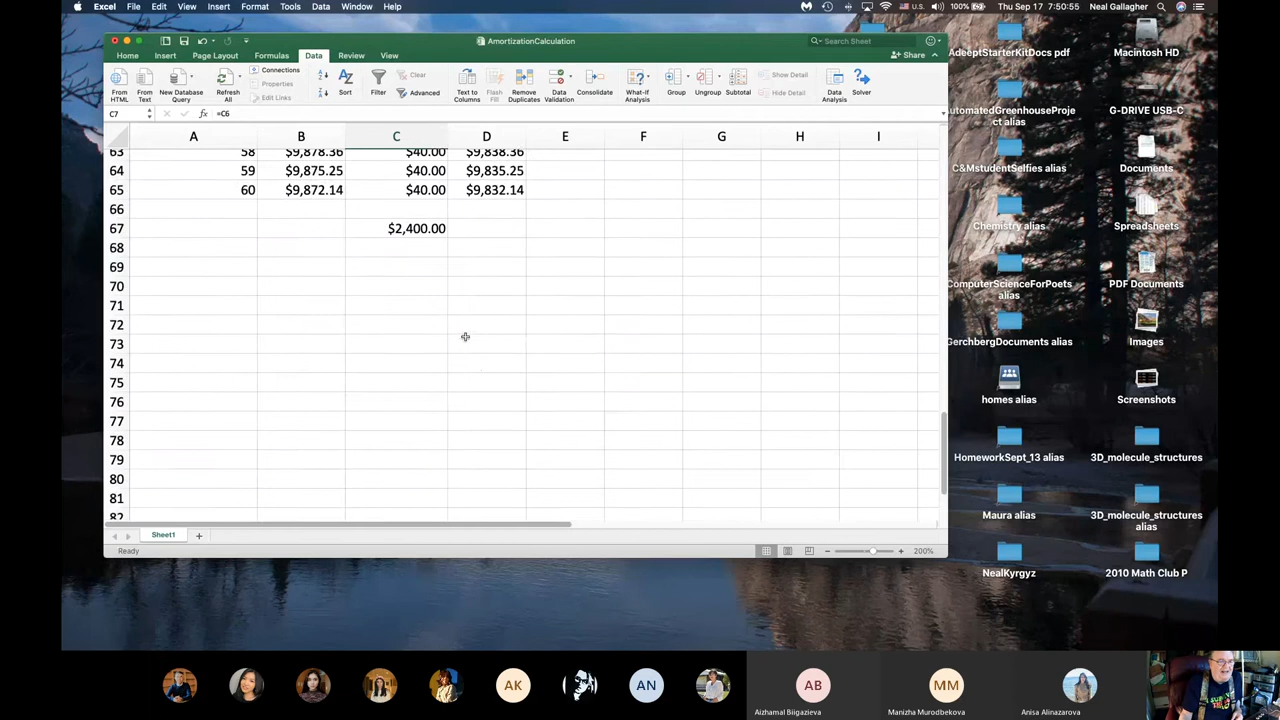 Excel File Edit View Insert Format Tools Data Window Help
U.S. 100% Thu Sep 17 7:50:55 Neal Gallagher
AmortizationCalculation
Search Sheet
Home Insert Page Layout Formulas Data Review View Share
From HTML From Text New Database Query Refresh All Connections Properties Edit Links Sort Filter Clear Advanced Text to Columns Flash Fill Remove Duplicates Data Validation Consolidate What-If Analysis Group Ungroup Subtotal Show Detail Hide Detail Data Analysis Solver
C7 fx =C6
A B C D E F G H I
63 58 $9,878.36 $40.00 $9,838.36
64 59 $9,875.25 $40.00 $9,835.25
65 60 $9,872.14 $40.00 $9,832.14
66
67 $2,400.00
68
69
70
71
72
73
74
75
76
77
78
79
80
81
82
Sheet1
Ready
200%
AdeeptStarterKitDocs pdf
Macintosh HD
AutomatedGreenhouseProje
ct alias
G-DRIVE USB-C
C&MstudentSelfies alias
Documents
Chemistry alias
Spreadsheets
ComputerScienceForPoets
alias
PDF Documents
GerchbergDocuments alias
Images
homes alias
Screenshots
HomeworkSept_13 alias
3D_molecule_structures
Maura alias
3D_molecule_structures
alias
NealKyrgyz
2010 Math Club P
AK AN AB MM
Aizhamal Biigazieva
Manizha Murodbekova
Anisa Alinazarova